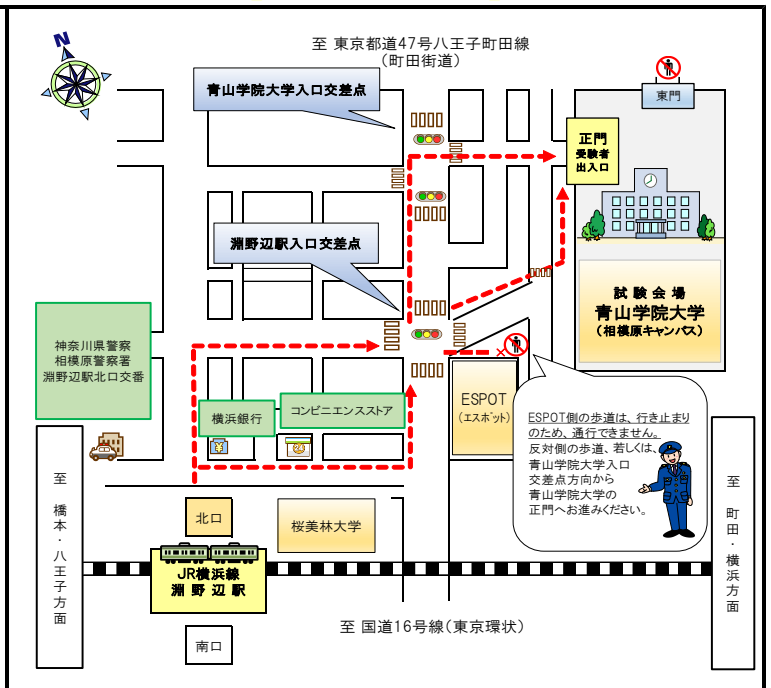 N
至 東京都道47号八王子町田線
（町田街道）
青山学院大学入口交差点
東門
正門
受験者
出入口
淵野辺駅入口交差点
試験会場
青山学院大学
（相模原キャンパス）
神奈川県警察
相模原警察署
淵野辺駅北口交番
横浜銀行
コンビニエンスストア
ESPOT
（エスポット）
ESPOT側の歩道は、行き止まり
のため、通行できません。
反対側の歩道、若しくは、
青山学院大学入口
交差点方向から
青山学院大学の
正門へお進みください。
至 橋本・八王子方面
至 町田・横浜方面
北口
桜美林大学
JR横浜線
淵野辺駅
南口
至 国道16号線（東京環状）